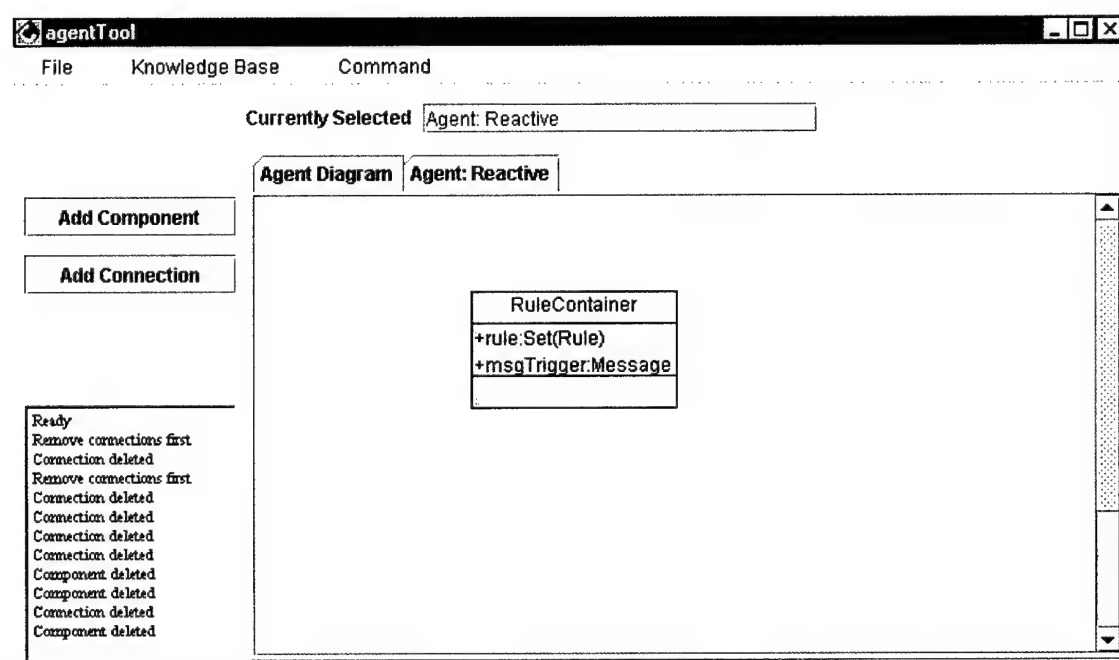 agentTool
File Knowledge Base Command
Currently Selected Agent: Reactive
Agent Diagram Agent: Reactive
Add Component
Add Connection
RuleContainer
+rule:Set(Rule)
+msgTrigger:Message
Ready
Remove connections first
Connection deleted
Remove connections first
Connection deleted
Connection deleted
Connection deleted
Connection deleted
Component deleted
Component deleted
Connection deleted
Component deleted